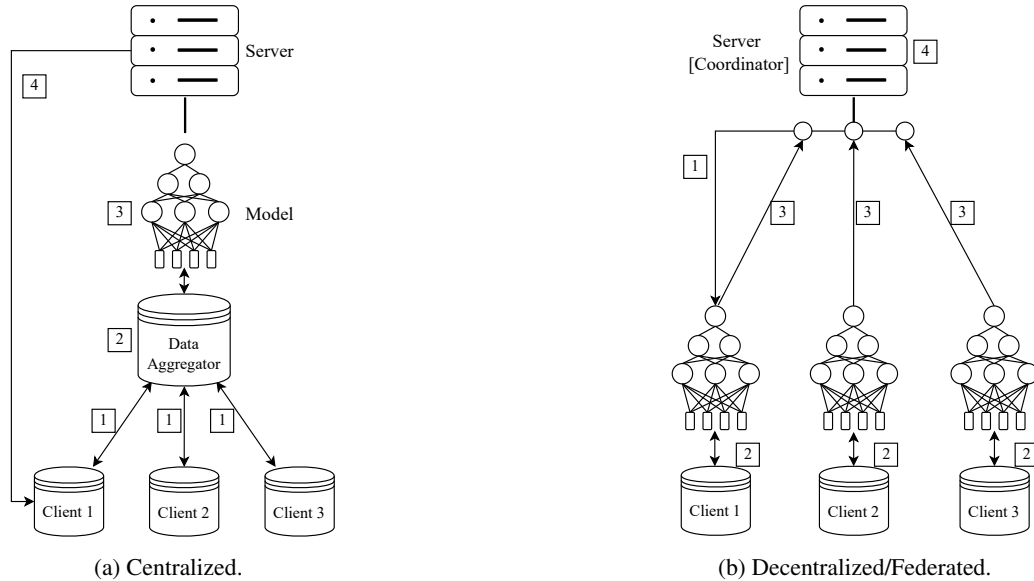 Server
4
3
Model
2
Data
Aggregator
1
1
1
Client 1
Client 2
Client 3
(a) Centralized.
Server
[Coordinator]
4
1
3
3
3
2
2
2
Client 1
Client 2
Client 3
(b) Decentralized/Federated.